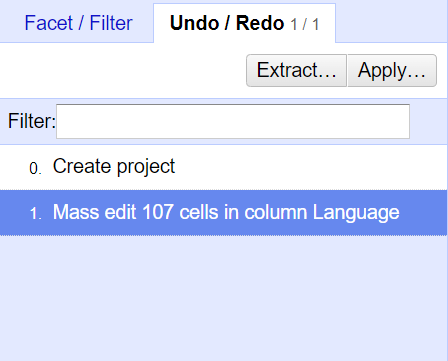 Facet / Filter Undo / Redo 1 / 1
Extract... Apply...
Filter:
0. Create project
1. Mass edit 107 cells in column Language